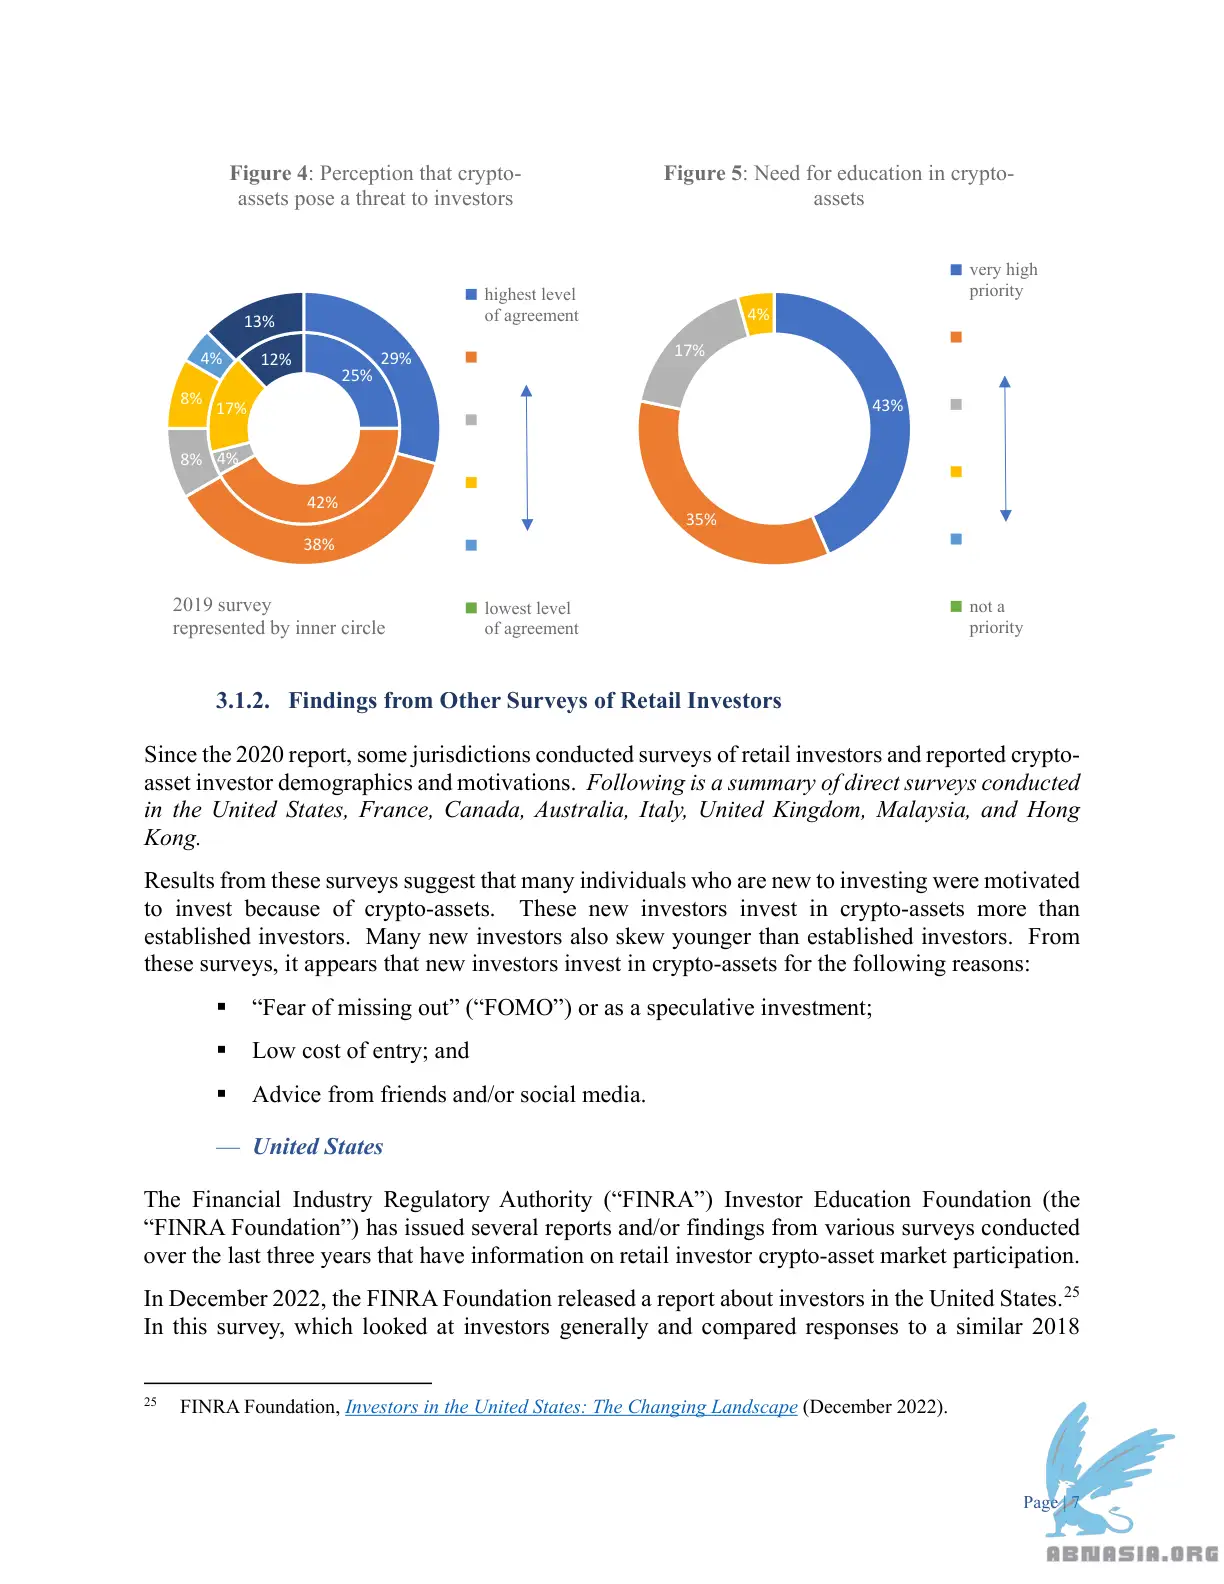 Figure 4: Perception that crypto-
assets pose a threat to investors
Figure 5: Need for education in crypto-
assets
13%
12%
29%
25%
4%
8%
17%
8%
4%
42%
38%
highest level
of agreement
lowest level
of agreement
2019 survey
represented by inner circle
4%
17%
43%
35%
very high
priority
not a
priority
3.1.2. Findings from Other Surveys of Retail Investors
Since the 2020 report, some jurisdictions conducted surveys of retail investors and reported crypto-
asset investor demographics and motivations. Following is a summary of direct surveys conducted
in the United States, France, Canada, Australia, Italy, United Kingdom, Malaysia, and Hong
Kong.
Results from these surveys suggest that many individuals who are new to investing were motivated
to invest because of crypto-assets. These new investors invest in crypto-assets more than
established investors. Many new investors also skew younger than established investors. From
these surveys, it appears that new investors invest in crypto-assets for the following reasons:
▪ “Fear of missing out” (“FOMO”) or as a speculative investment;
▪ Low cost of entry; and
▪ Advice from friends and/or social media.
— United States
The Financial Industry Regulatory Authority (“FINRA”) Investor Education Foundation (the
“FINRA Foundation”) has issued several reports and/or findings from various surveys conducted
over the last three years that have information on retail investor crypto-asset market participation.
In December 2022, the FINRA Foundation released a report about investors in the United States.25
In this survey, which looked at investors generally and compared responses to a similar 2018
25 FINRA Foundation, Investors in the United States: The Changing Landscape (December 2022).
Page | 7
ABNASIA.ORG